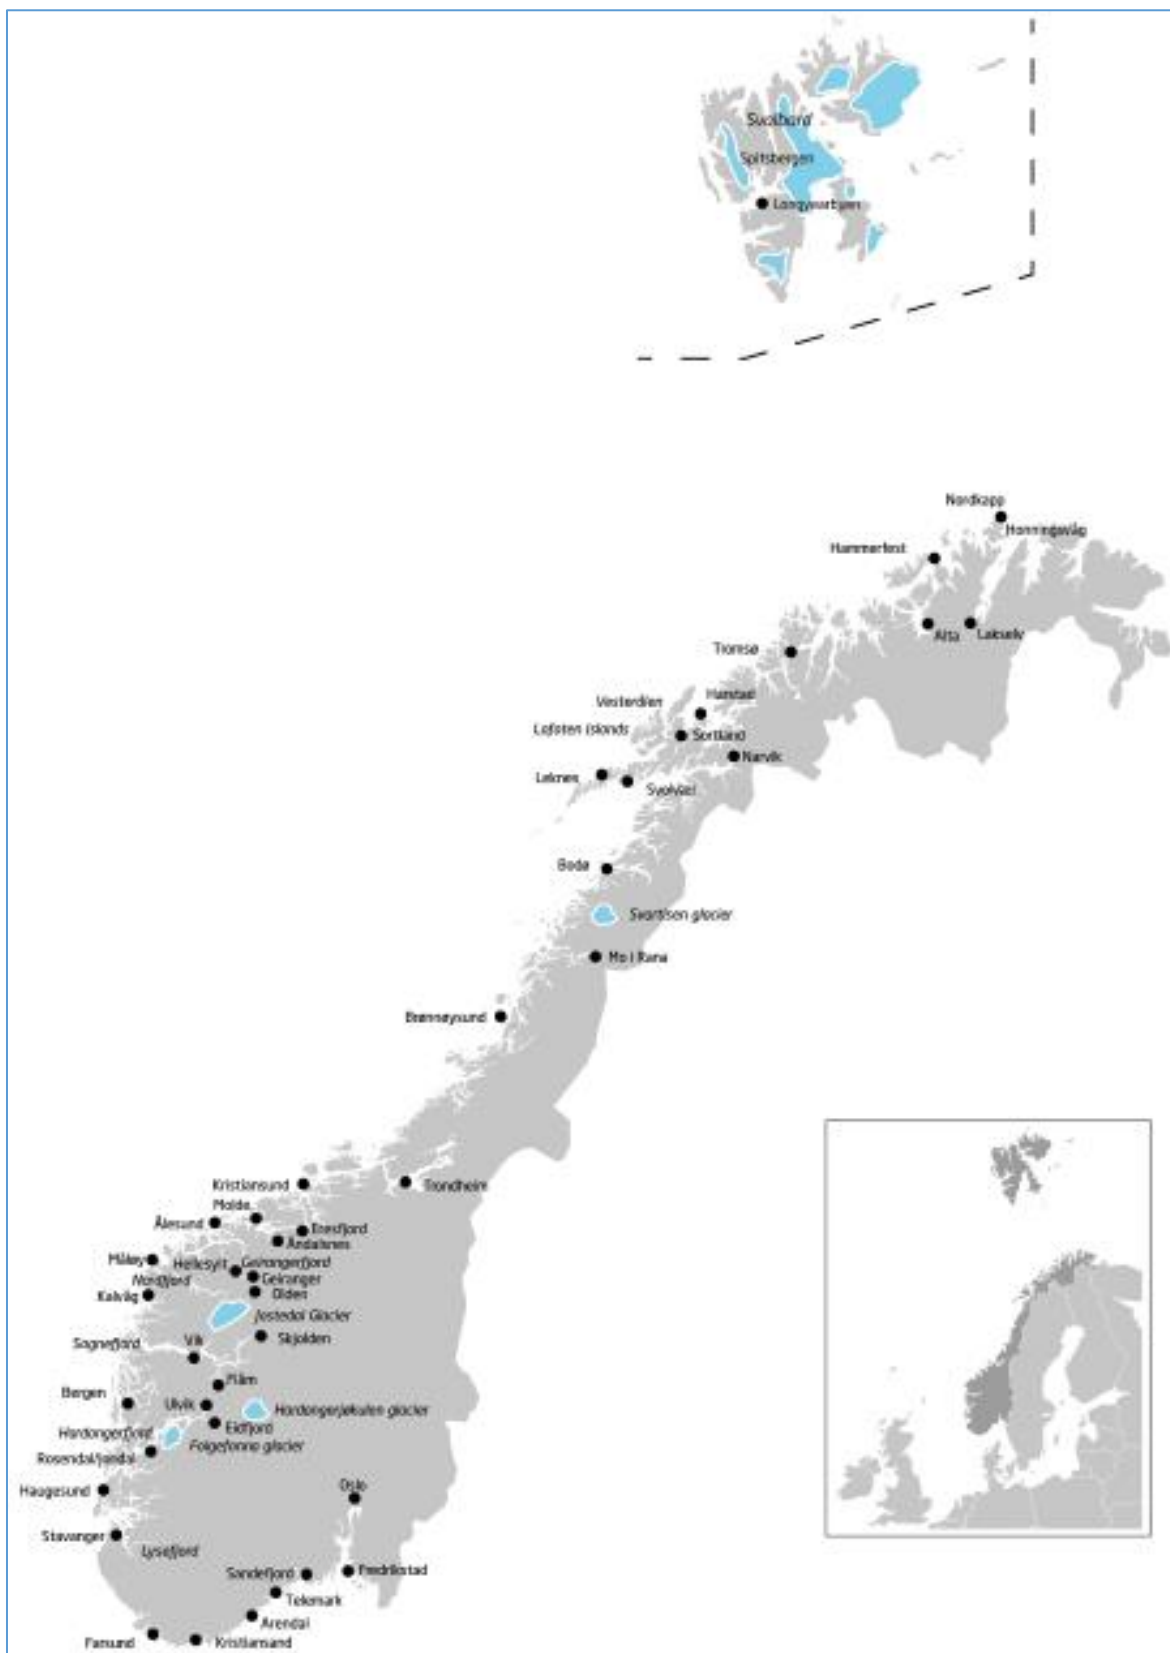 Svalbard
Spitsbergen
Longyearbyen
Nordkapp
Honningsvåg
Hammerfest
Alta
Lakselv
Tromsø
Harstad
Vesterålen
Lofoten islands
Sortland
Narvik
Leknes
Svolvær
Bodø
Svartisen glacier
Mo i Rana
Brønnøysund
Kristiansund
Trondheim
Molde
Ålesund
Eresfjord
Åndalsnes
Måløy
Hellesylt
Geirangerfjord
Nordfjord
Geiranger
Kalvåg
Olden
Jostedal Glacier
Sognefjord
Vik
Skjolden
Flåm
Bergen
Ulvik
Hardangerjøkulen glacier
Eidfjord
Hardangerfjord
Folgefonna glacier
Rosendal/Jondal
Haugesund
Oslo
Stavanger
Lysefjord
Sandefjord
Fredrikstad
Telemark
Arendal
Farsund
Kristiansand